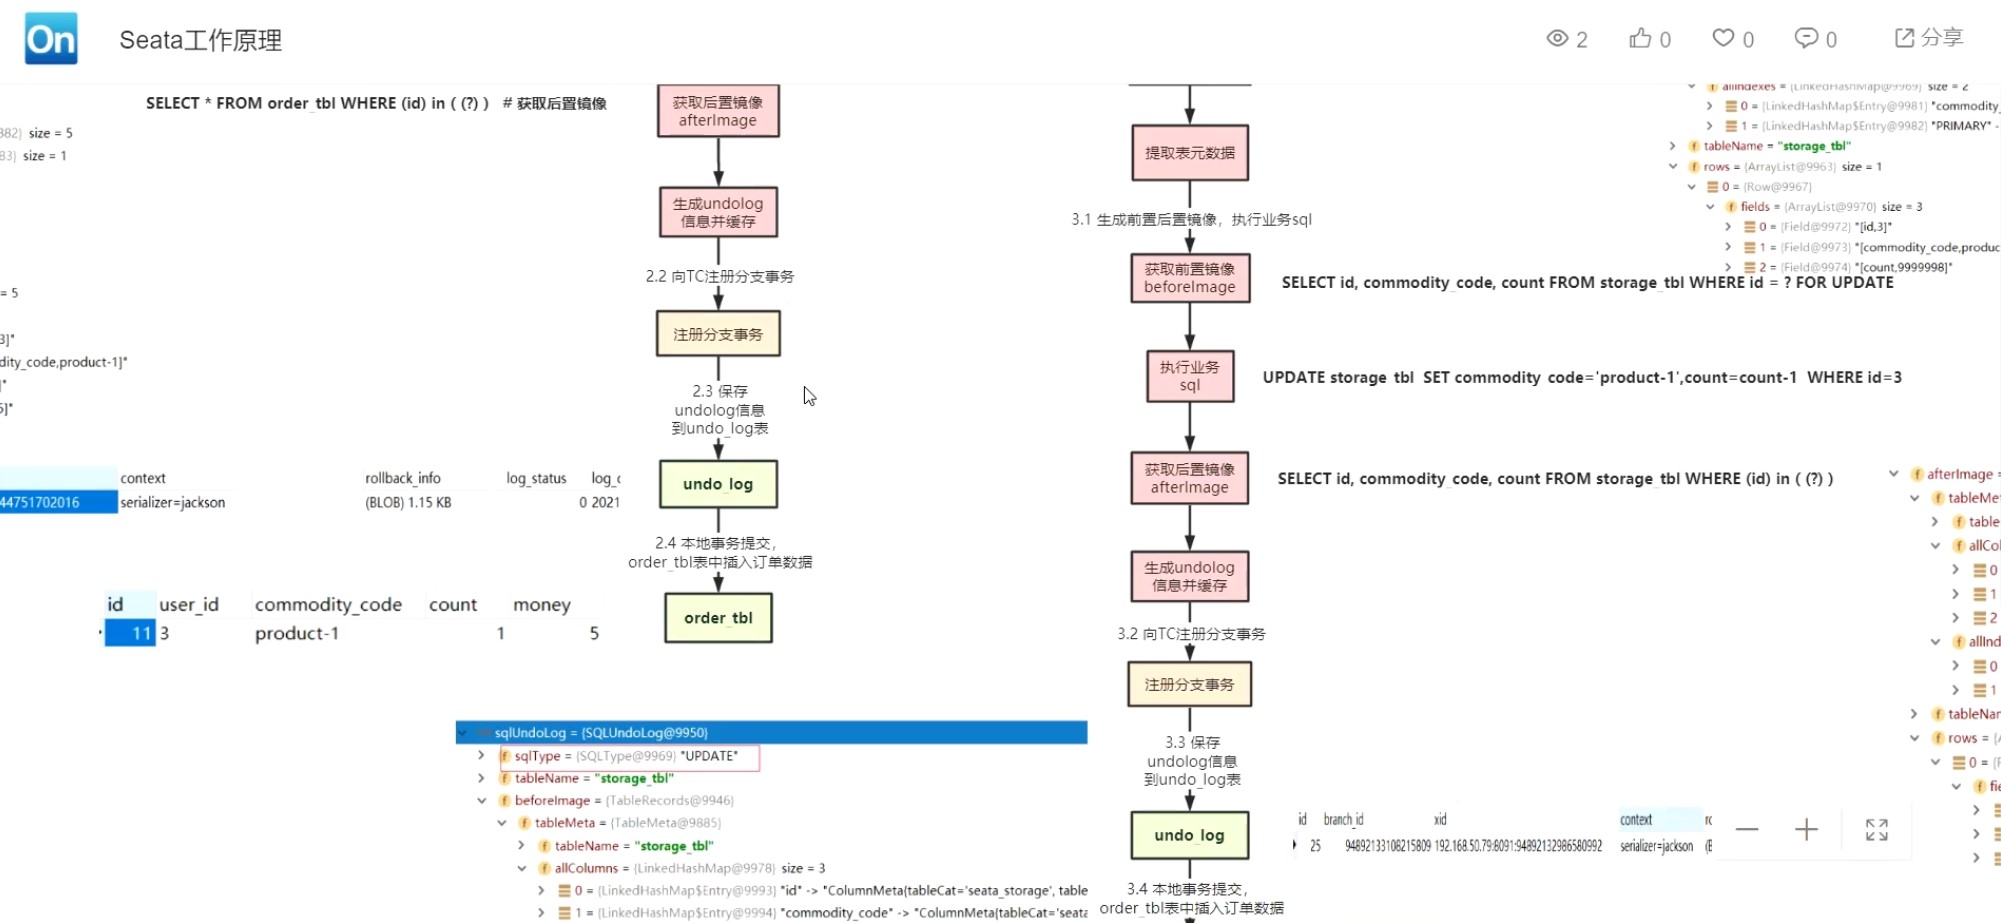 On
Seata工作原理
2
0
0
0
分享
SELECT * FROM order_tbl WHERE (id) in ( (?) ) # 获取后置镜像
382) size = 5
83) size = 1
= 5
3]"
dity_code,product-1]"
]"
5]"
获取后置镜像
afterImage
生成undolog
信息并缓存
2.2 向TC注册分支事务
注册分支事务
2.3 保存
undolog信息
到undo_log表
undo_log
2.4 本地事务提交,
order_tbl表中插入订单数据
order_tbl
context rollback_info log_status log_c
44751702016 serializer=jackson (BLOB) 1.15 KB 0 2021
id user_id commodity_code count money
11 3 product-1 1 5
sqlUndoLog = {SQLUndoLog@9950}
sqlType = {SQLType@9969} "UPDATE"
tableName = "storage_tbl"
beforeImage = {TableRecords@9946}
tableMeta = {TableMeta@9885}
tableName = "storage_tbl"
allColumns = {LinkedHashMap@9978} size = 3
0 = {LinkedHashMap$Entry@9993} "id" -> "ColumnMeta{tableCat='seata_storage', table
1 = {LinkedHashMap$Entry@9994} "commodity_code" -> "ColumnMeta{tableCat='seata
提取表元数据
3.1 生成前置后置镜像，执行业务sql
获取前置镜像
beforeImage
SELECT id, commodity_code, count FROM storage_tbl WHERE id = ? FOR UPDATE
执行业务
sql
UPDATE storage_tbl SET commodity_code='product-1',count=count-1 WHERE id=3
获取后置镜像
afterImage
SELECT id, commodity_code, count FROM storage_tbl WHERE (id) in ( (?) )
生成undolog
信息并缓存
3.2 向TC注册分支事务
注册分支事务
3.3 保存
undolog信息
到undo_log表
undo_log
3.4 本地事务提交,
order_tbl表中插入订单数据
id branch_id xid context rc
25 94892133108215809 192.168.50.79:8091:94892132986580992 serializer=jackson (B
allIndexes = {LinkedHashMap@9969} size = 2
0 = {LinkedHashMap$Entry@9981} "commodity_
1 = {LinkedHashMap$Entry@9982} "PRIMARY" -
tableName = "storage_tbl"
rows = {ArrayList@9963} size = 1
0 = {Row@9967}
fields = {ArrayList@9970} size = 3
0 = {Field@9972} "[id,3]"
1 = {Field@9973} "[commodity_code,produc
2 = {Field@9974} "[count,9999998]"
afterImage =
tableMe
table
allCol
0
1
2
allInd
0
1
tableNar
rows = {
0 = {F
fie